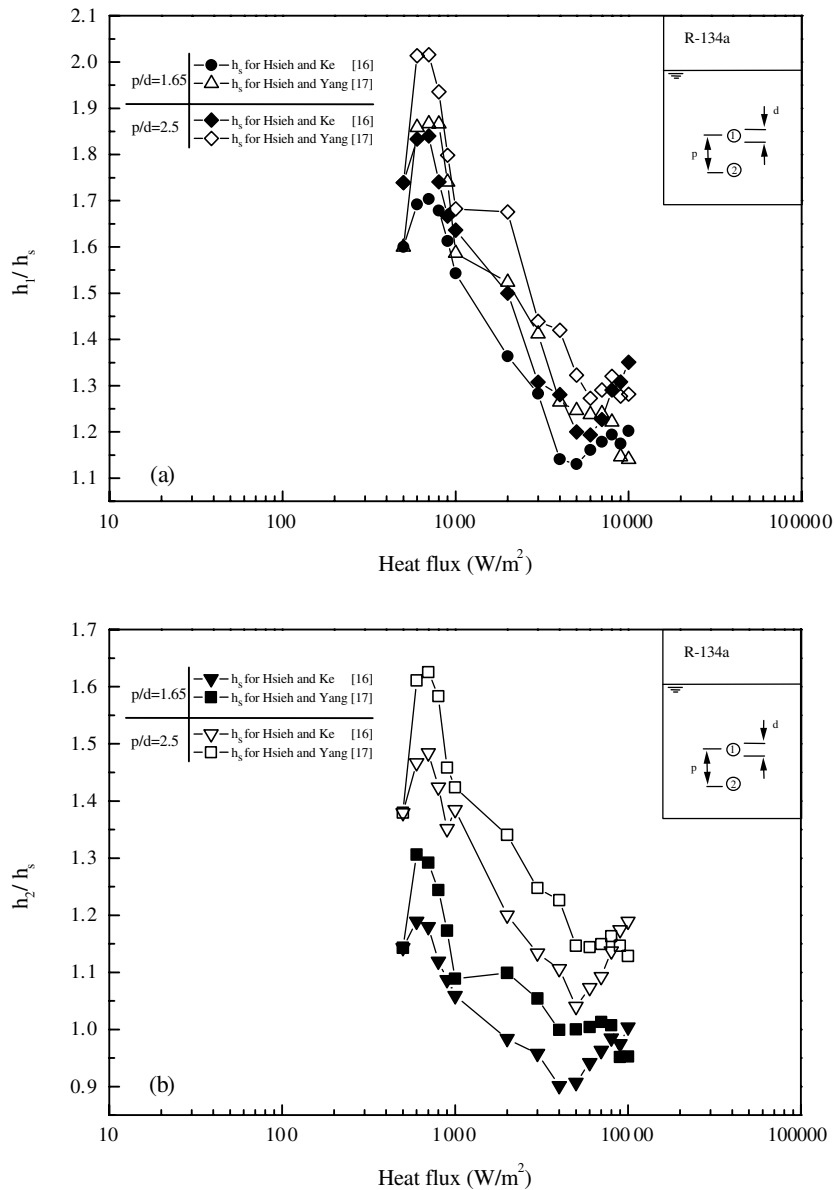 2.1
2.0
1.9
1.8
1.7
1.6
1.5
1.4
1.3
1.2
1.1
h1/ hs
p/d=1.65
hs for Hsieh and Ke [16]
hs for Hsieh and Yang [17]
p/d=2.5
hs for Hsieh and Ke [16]
hs for Hsieh and Yang [17]
R-134a
d
p
1
2
(a)
10 100 1000 10000 100000
Heat flux (W/m2)
1.7
1.6
1.5
1.4
1.3
1.2
1.1
1.0
0.9
h2/ hs
p/d=1.65
hs for Hsieh and Ke [16]
hs for Hsieh and Yang [17]
p/d=2.5
hs for Hsieh and Ke [16]
hs for Hsieh and Yang [17]
R-134a
d
p
1
2
(b)
10 100 1000 10000 100000
Heat flux (W/m2)